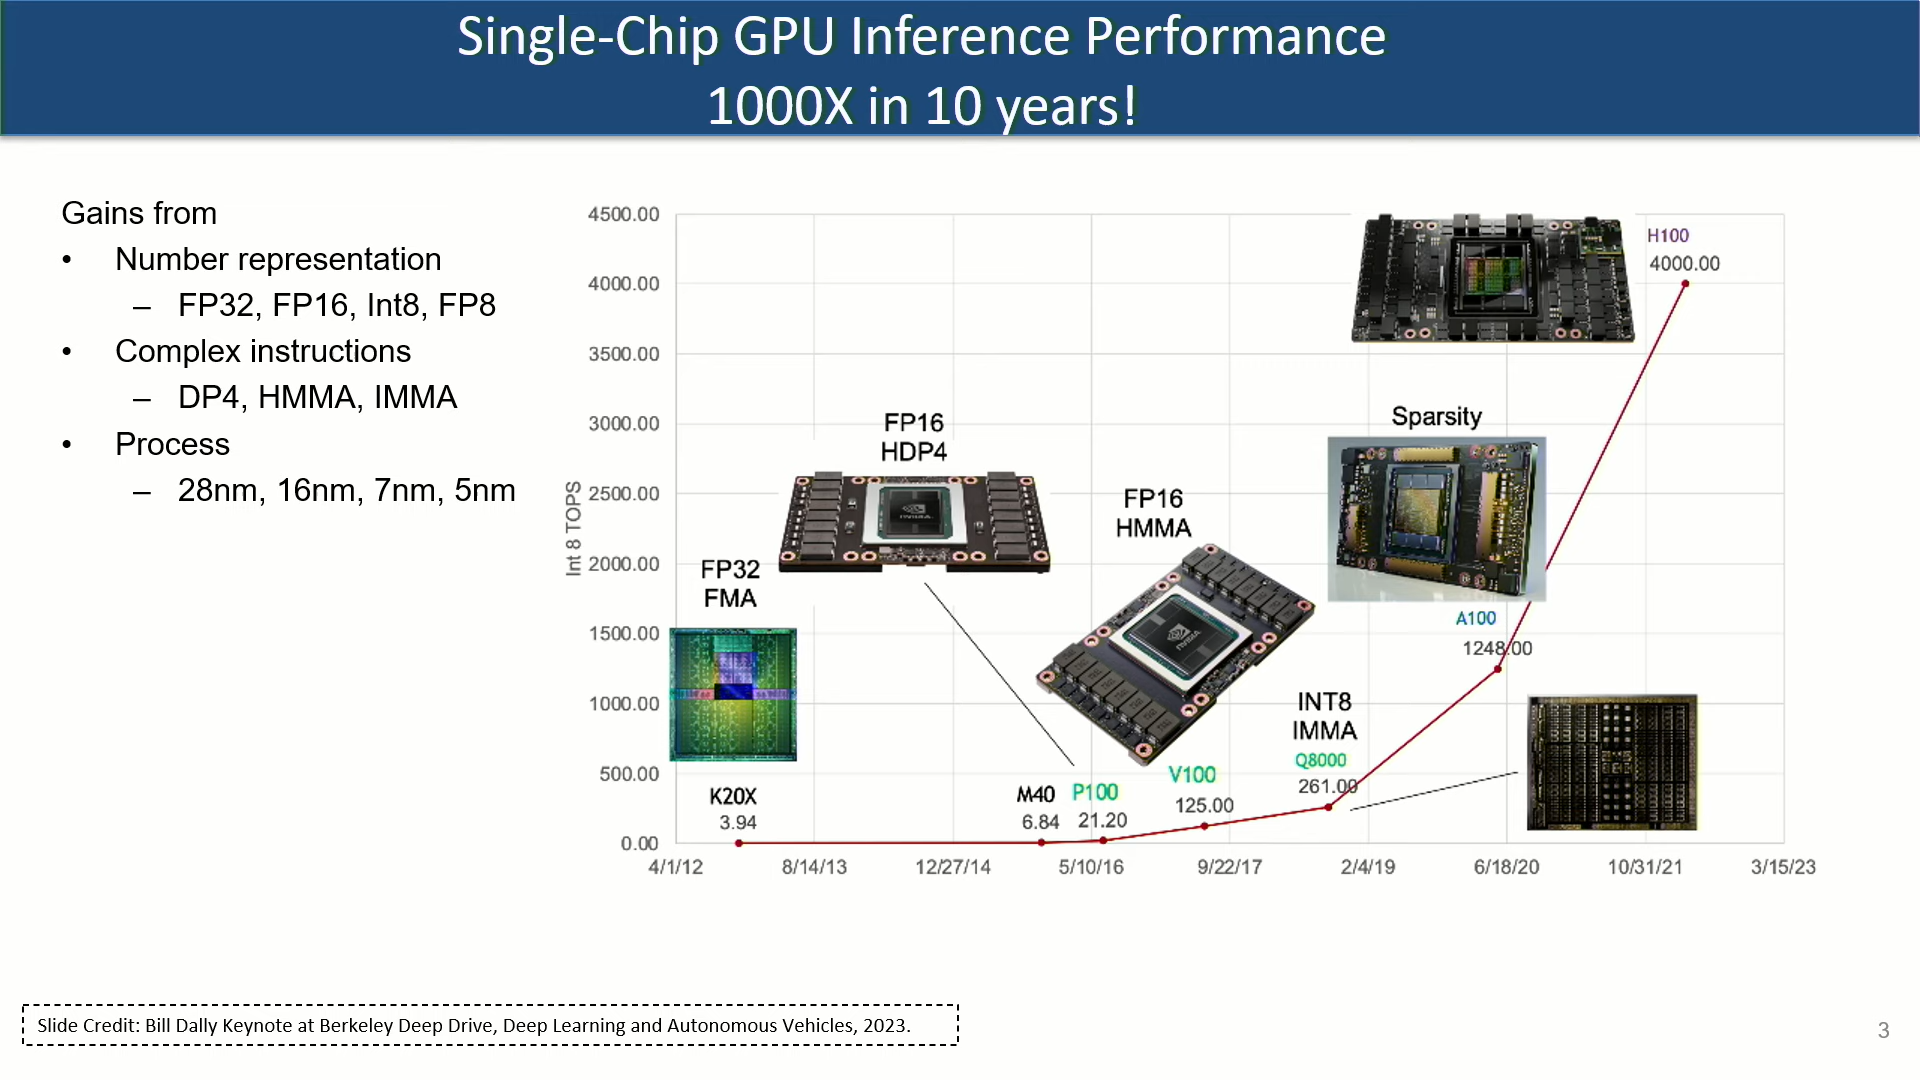 Single-Chip GPU Inference Performance
1000X in 10 years!
Gains from
• Number representation
– FP32, FP16, Int8, FP8
• Complex instructions
– DP4, HMMA, IMMA
• Process
– 28nm, 16nm, 7nm, 5nm
Int 8 TOPS
4500.00
4000.00
3500.00
3000.00
2500.00
2000.00
1500.00
1000.00
500.00
0.00
4/1/12
8/14/13
12/27/14
5/10/16
9/22/17
2/4/19
6/18/20
10/31/21
3/15/23
FP32
FMA
K20X
3.94
FP16
HDP4
NVIDIA
M40
6.84
P100
21.20
FP16
HMMA
NVIDIA
V100
125.00
INT8
IMMA
Q8000
261.00
Sparsity
A100
1248.00
H100
4000.00
Slide Credit: Bill Dally Keynote at Berkeley Deep Drive, Deep Learning and Autonomous Vehicles, 2023.
3